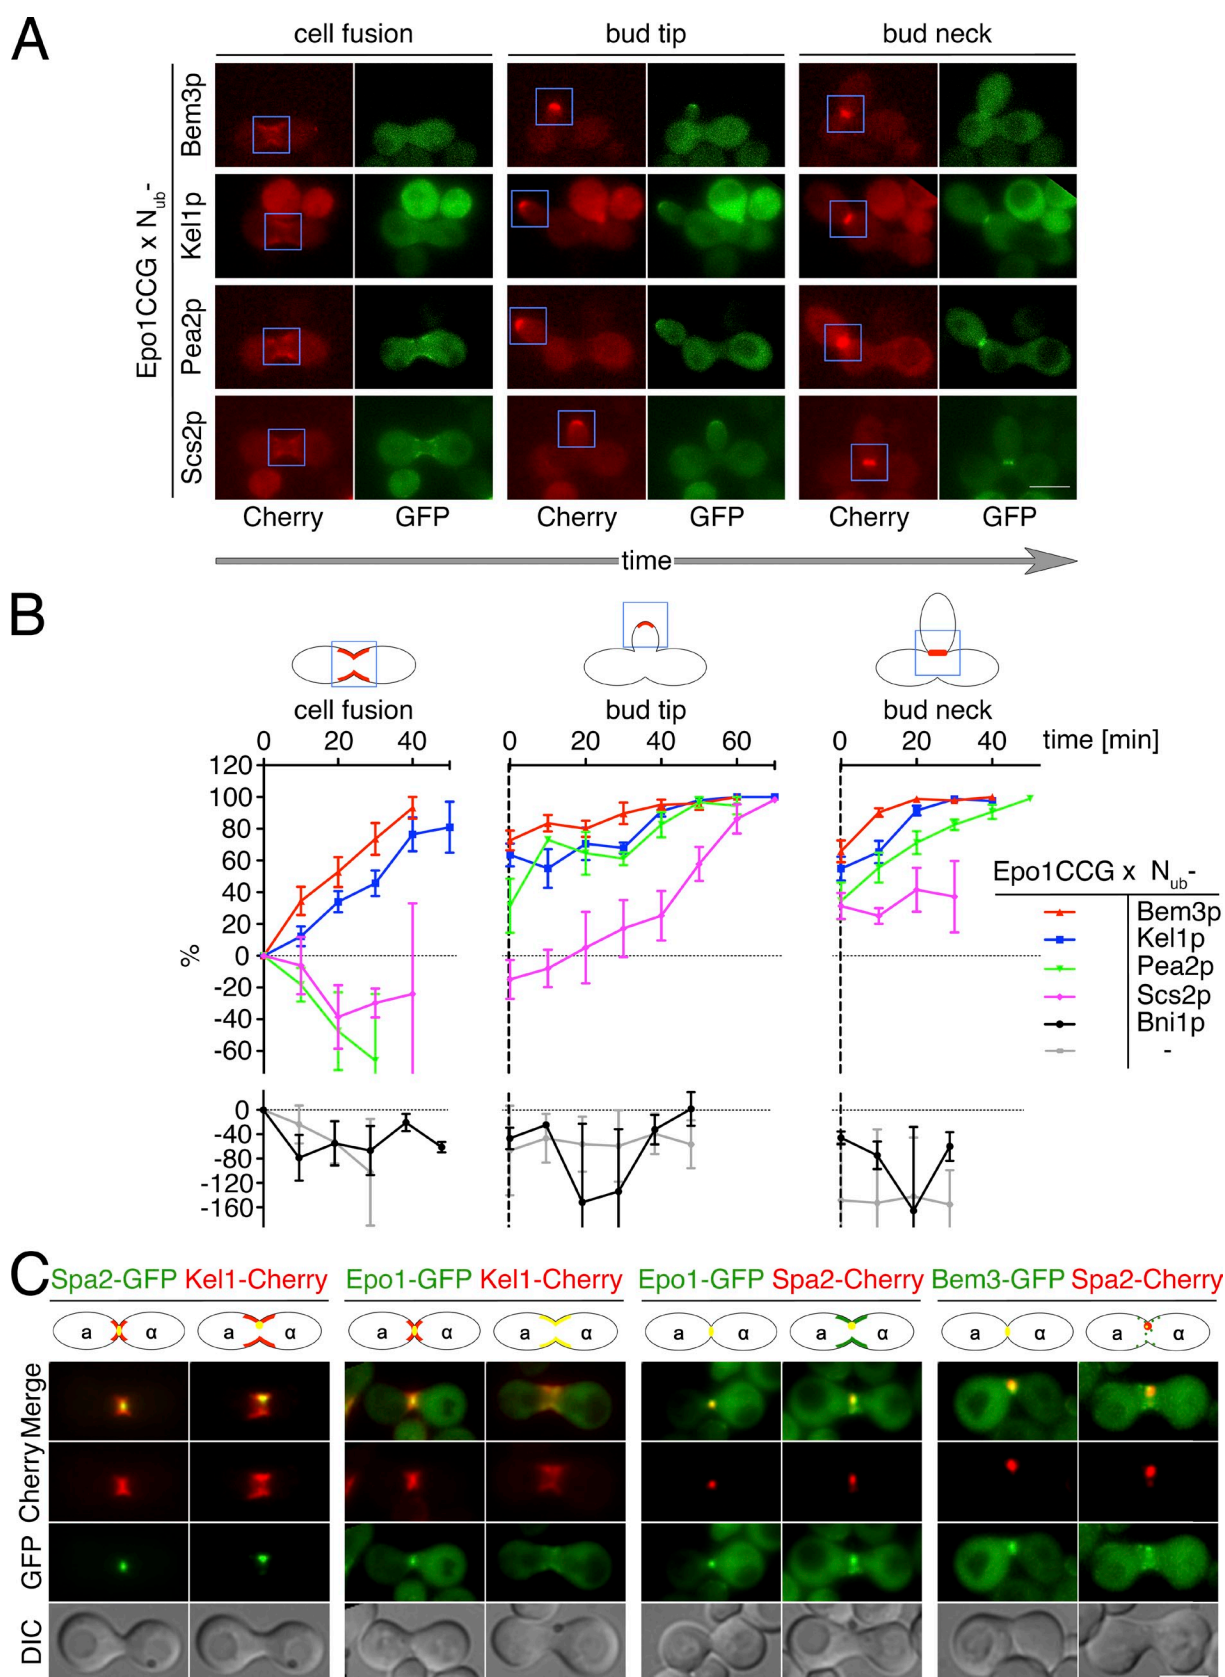 A
cell fusion bud tip bud neck
Epo1CCG x Nub-
Bem3p
Kel1p
Pea2p
Scs2p
Cherry GFP Cherry GFP Cherry GFP
time
B
cell fusion bud tip bud neck
0 20 40 0 20 40 60 0 20 40 time [min]
120
100
80
60
40
20
0
-20
-40
-60
%
0
-40
-80
-120
-160
Epo1CCG x Nub-
Bem3p
Kel1p
Pea2p
Scs2p
Bni1p
-
C
Spa2-GFP Kel1-Cherry Epo1-GFP Kel1-Cherry Epo1-GFP Spa2-Cherry Bem3-GFP Spa2-Cherry
a α a α a α a α a α a α a α a α
Merge
Cherry
GFP
DIC